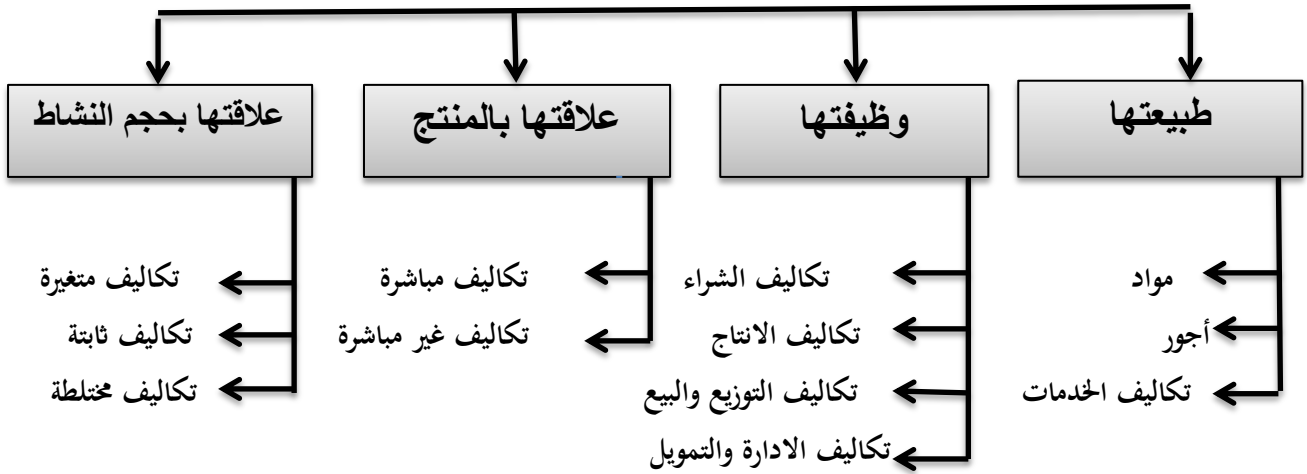 طبيعتها
وظيفتها
علاقتها بالمنتج
علاقتها بحجم النشاط
مواد
أجور
تكاليف الخدمات
تكاليف الشراء
تكاليف الانتاج
تكاليف التوزيع والبيع
تكاليف الادارة والتمويل
تكاليف مباشرة
تكاليف غير مباشرة
تكاليف متغيرة
تكاليف ثابتة
تكاليف مختلطة